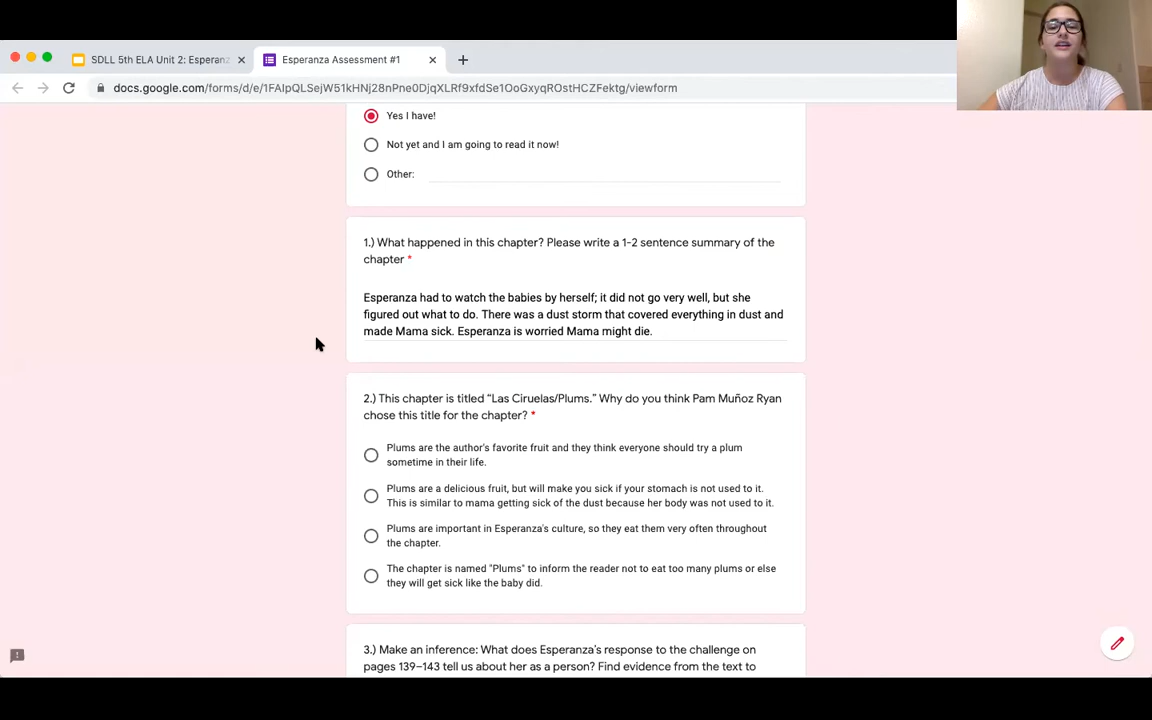 SDLL 5th ELA Unit 2: Esperanz
Esperanza Assessment #1
docs.google.com/forms/d/e/1FAIpQLSejW51kHNj28nPne0DjqXLRf9xfdSe1OoGxyqROstHCZFektg/viewform
Yes I have!
Not yet and I am going to read it now!
Other:
1.) What happened in this chapter? Please write a 1-2 sentence summary of the
chapter *
Esperanza had to watch the babies by herself; it did not go very well, but she
figured out what to do. There was a dust storm that covered everything in dust and
made Mama sick. Esperanza is worried Mama might die.
2.) This chapter is titled “Las Ciruelas/Plums.” Why do you think Pam Muñoz Ryan
chose this title for the chapter? *
Plums are the author's favorite fruit and they think everyone should try a plum
sometime in their life.
Plums are a delicious fruit, but will make you sick if your stomach is not used to it.
This is similar to mama getting sick of the dust because her body was not used to it.
Plums are important in Esperanza's culture, so they eat them very often throughout
the chapter.
The chapter is named "Plums" to inform the reader not to eat too many plums or else
they will get sick like the baby did.
3.) Make an inference: What does Esperanza's response to the challenge on
pages 139–143 tell us about her as a person? Find evidence from the text to